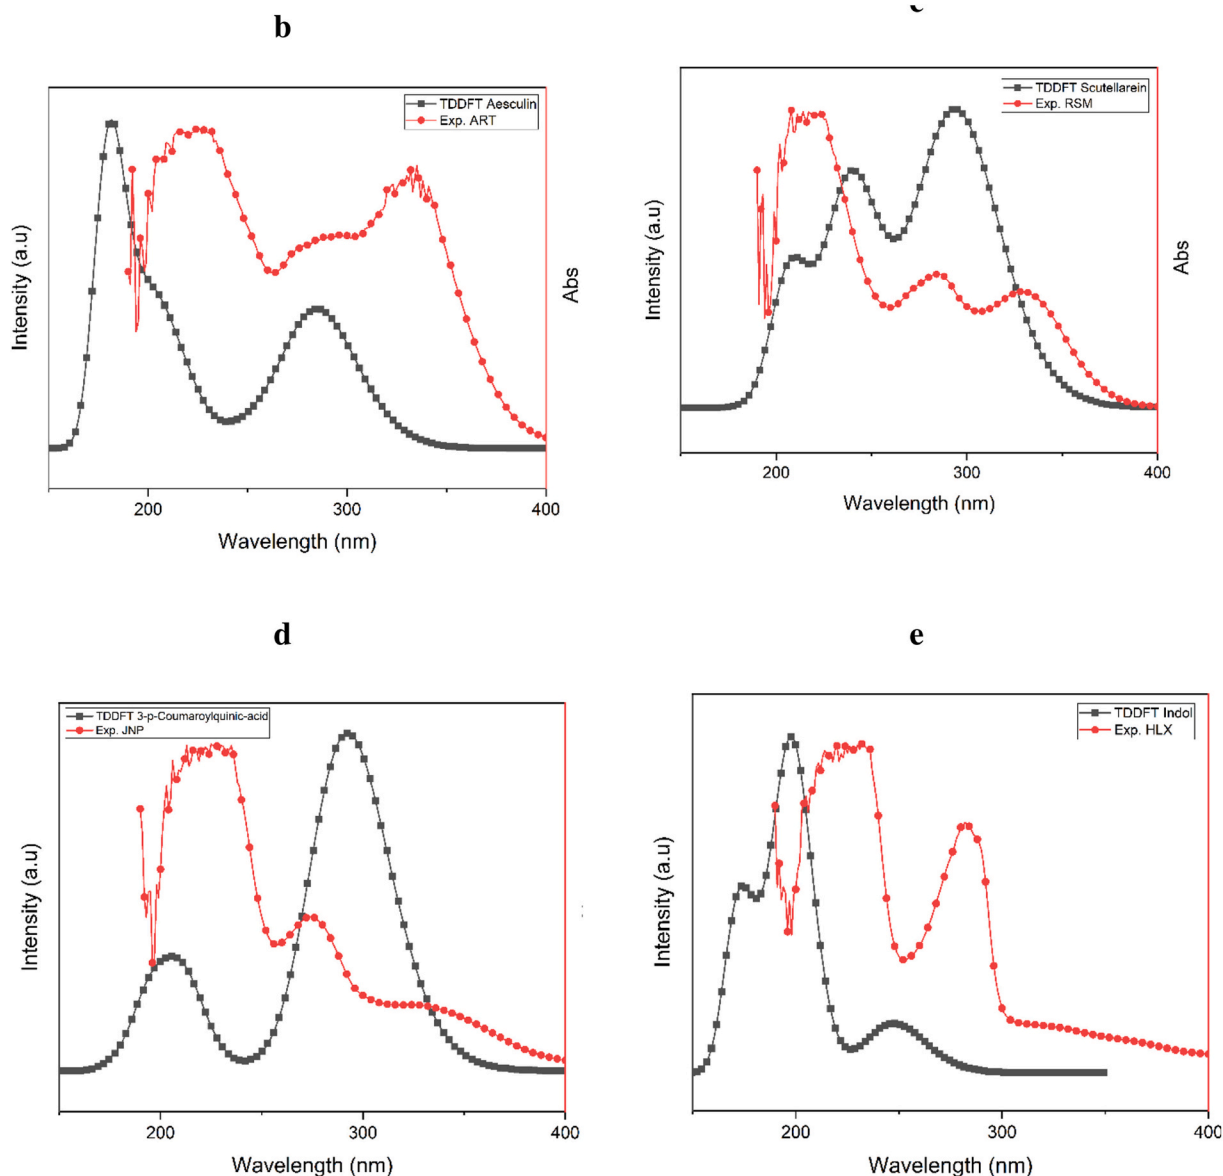 b
TDDFT Aesculin
Exp. ART
Intensity (a.u)
Abs
200
300
400
Wavelength (nm)
TDDFT Scutellarein
Exp. RSM
Intensity (a.u)
Abs
200
300
400
Wavelength (nm)
d
TDDFT 3-p-Coumaroylquinic-acid
Exp. JNP
Intensity (a.u)
200
300
400
Wavelength (nm)
e
TDDFT Indol
Exp. HLX
Intensity (a.u)
200
300
400
Wavelength (nm)